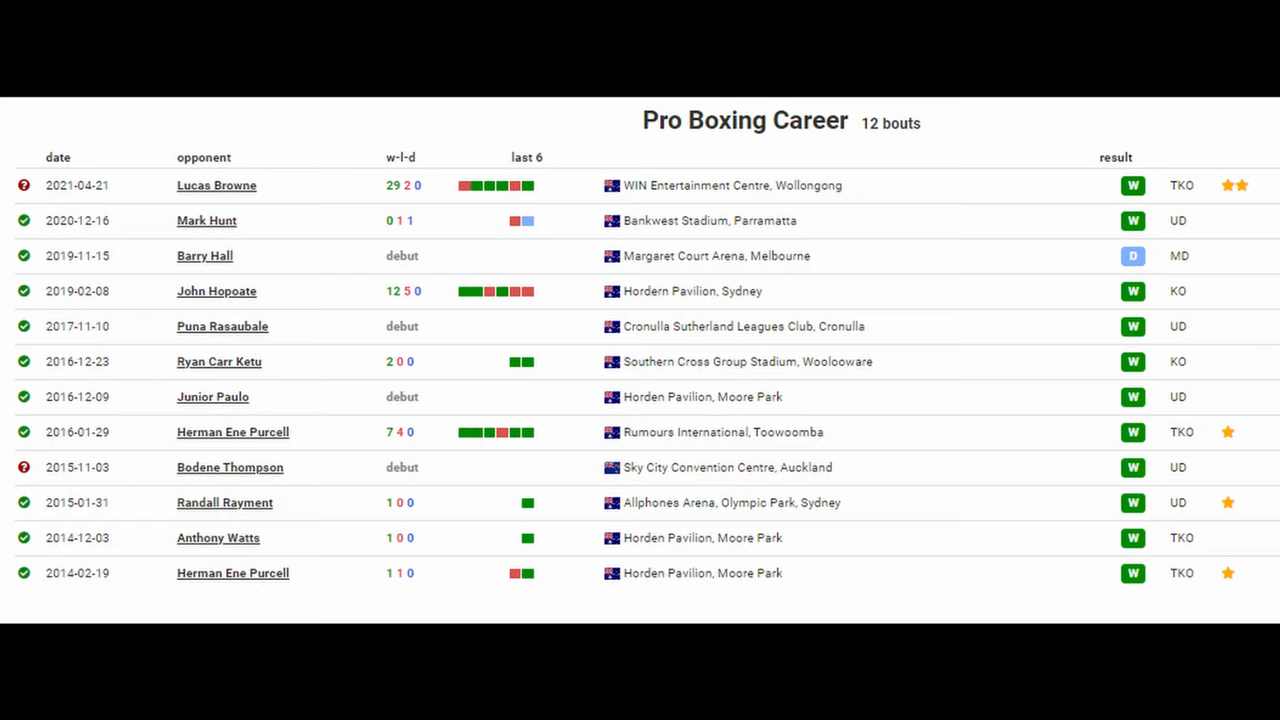 Pro Boxing Career 12 bouts
date opponent w-l-d last 6 result
2021-04-21 Lucas Browne 29 2 0 WIN Entertainment Centre, Wollongong W TKO
2020-12-16 Mark Hunt 0 1 1 Bankwest Stadium, Parramatta W UD
2019-11-15 Barry Hall debut Margaret Court Arena, Melbourne D MD
2019-02-08 John Hopoate 12 5 0 Hordern Pavilion, Sydney W KO
2017-11-10 Puna Rasaubale debut Cronulla Sutherland Leagues Club, Cronulla W UD
2016-12-23 Ryan Carr Ketu 2 0 0 Southern Cross Group Stadium, Woolooware W KO
2016-12-09 Junior Paulo debut Horden Pavilion, Moore Park W UD
2016-01-29 Herman Ene Purcell 7 4 0 Rumours International, Toowoomba W TKO
2015-11-03 Bodene Thompson debut Sky City Convention Centre, Auckland W UD
2015-01-31 Randall Rayment 1 0 0 Allphones Arena, Olympic Park, Sydney W UD
2014-12-03 Anthony Watts 1 0 0 Horden Pavilion, Moore Park W TKO
2014-02-19 Herman Ene Purcell 1 1 0 Horden Pavilion, Moore Park W TKO